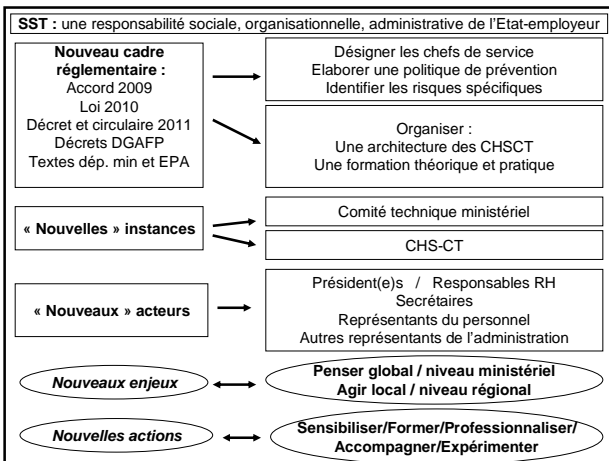 SST : une responsabilité sociale, organisationnelle, administrative de l'Etat-employeur
Nouveau cadre
réglementaire :
Accord 2009
Loi 2010
Décret et circulaire 2011
Décrets DGAFP
Textes dép. min et EPA
Désigner les chefs de service
Elaborer une politique de prévention
Identifier les risques spécifiques
Organiser :
Une architecture des CHSCT
Une formation théorique et pratique
« Nouvelles » instances
Comité technique ministériel
CHS-CT
« Nouveaux » acteurs
Président(e)s / Responsables RH
Secrétaires
Représentants du personnel
Autres représentants de l'administration
Nouveaux enjeux
Penser global / niveau ministériel
Agir local / niveau régional
Nouvelles actions
Sensibiliser/Former/Professionnaliser/
Accompagner/Expérimenter